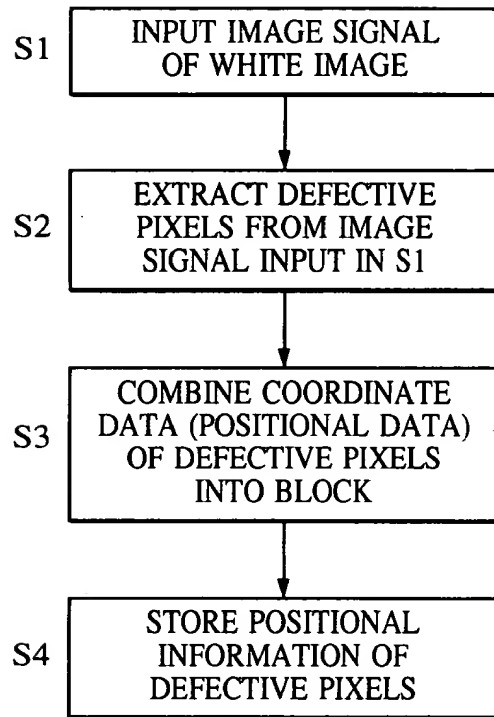 S1
INPUT IMAGE SIGNAL
OF WHITE IMAGE
S2
EXTRACT DEFECTIVE
PIXELS FROM IMAGE
SIGNAL INPUT IN S1
S3
COMBINE COORDINATE
DATA (POSITIONAL DATA)
OF DEFECTIVE PIXELS
INTO BLOCK
S4
STORE POSITIONAL
INFORMATION OF
DEFECTIVE PIXELS